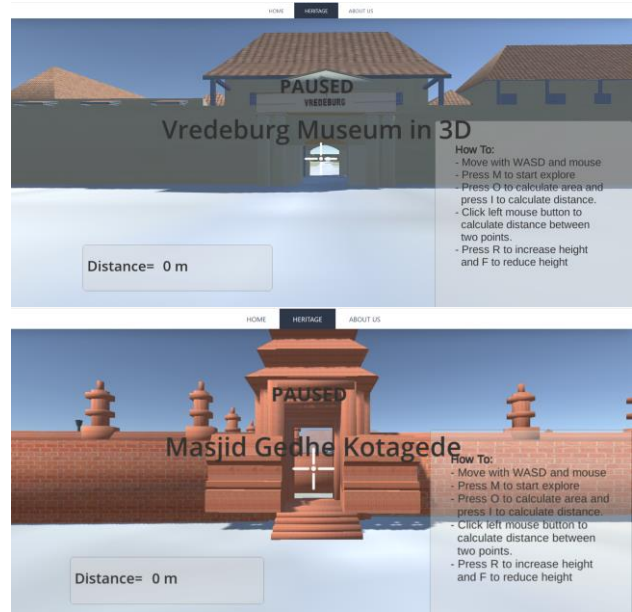 HOME HERITAGE ABOUT US
PAUSED
VREDEBURG
Vredeburg Museum in 3D
How To:
- Move with WASD and mouse
- Press M to start explore
- Press O to calculate area and
press I to calculate distance.
- Click left mouse button to
calculate distance between
two points.
- Press R to increase height
and F to reduce height
Distance= 0 m
HOME HERITAGE ABOUT US
PAUSED
Masjid Gedhe Kotagede
How To:
- Move with WASD and mouse
- Press M to start explore
- Press O to calculate area and
press I to calculate distance.
- Click left mouse button to
calculate distance between
two points.
- Press R to increase height
and F to reduce height
Distance= 0 m